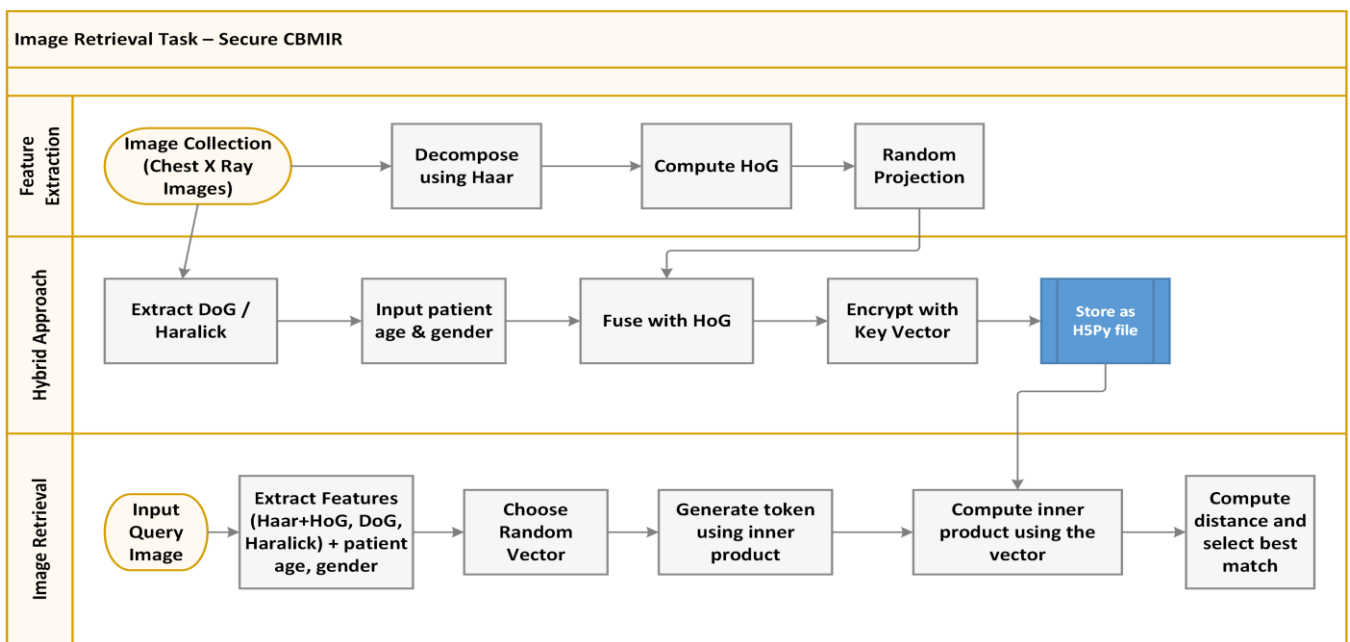 Image Retrieval Task – Secure CBMIR
Feature
Extraction
Image Collection
(Chest X Ray
Images)
Decompose
using Haar
Compute HoG
Random
Projection
Hybrid Approach
Extract DoG /
Haralick
Input patient
age & gender
Fuse with HoG
Encrypt with
Key Vector
Store as
H5Py file
Image Retrieval
Input
Query
Image
Extract Features
(Haar+HoG, DoG,
Haralick) + patient
age, gender
Choose
Random
Vector
Generate token
using inner
product
Compute inner
product using the
vector
Compute
distance and
select best
match